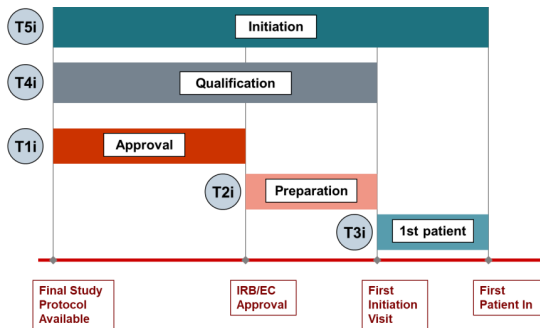 T5i
Initiation
T4i
Qualification
T1i
Approval
T2i
Preparation
T3i
1st patient
Final Study
Protocol
Available
IRB/EC
Approval
First
Initiation
Visit
First
Patient In